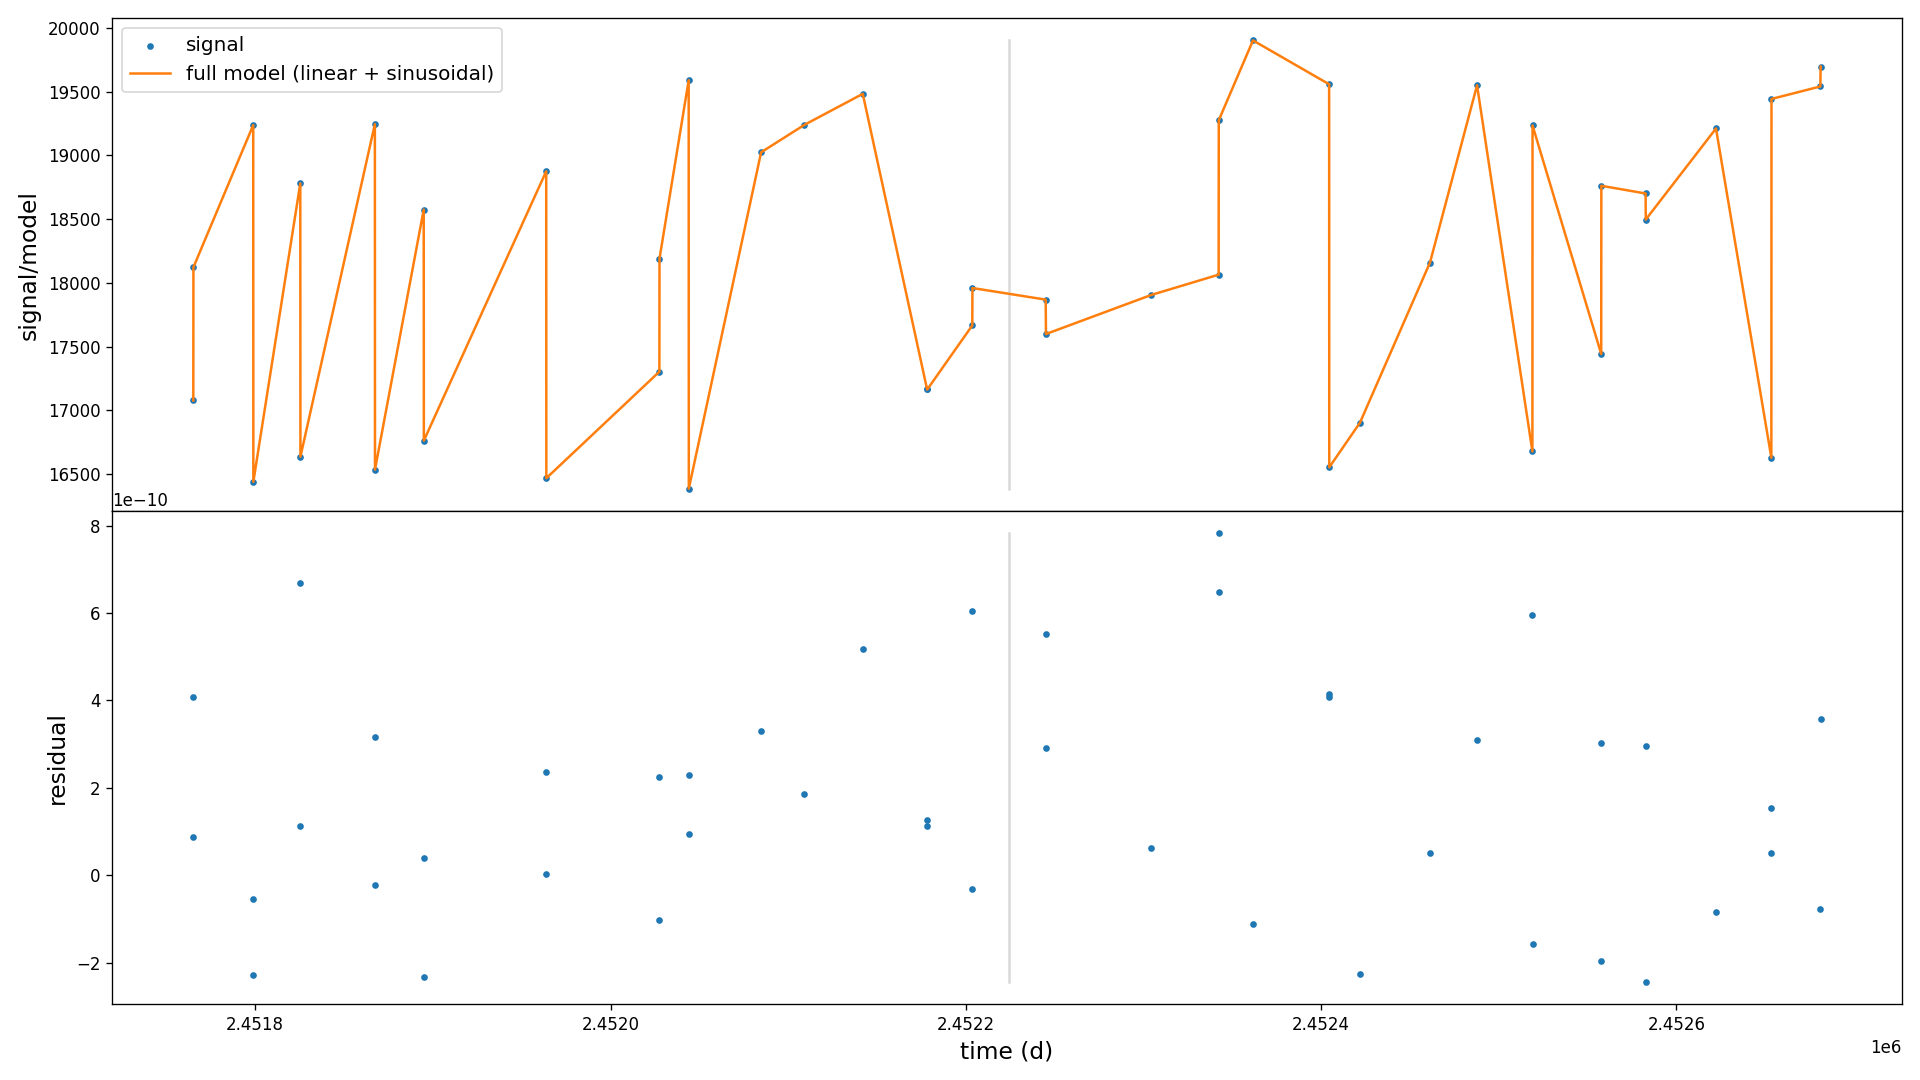 20000
19500
19000
18500
18000
17500
17000
16500
signal/model
signal
full model (linear + sinusoidal)
1e−10
8
6
4
2
0
−2
residual
2.4518 2.4520 2.4522 2.4524 2.4526
time (d)
1e6